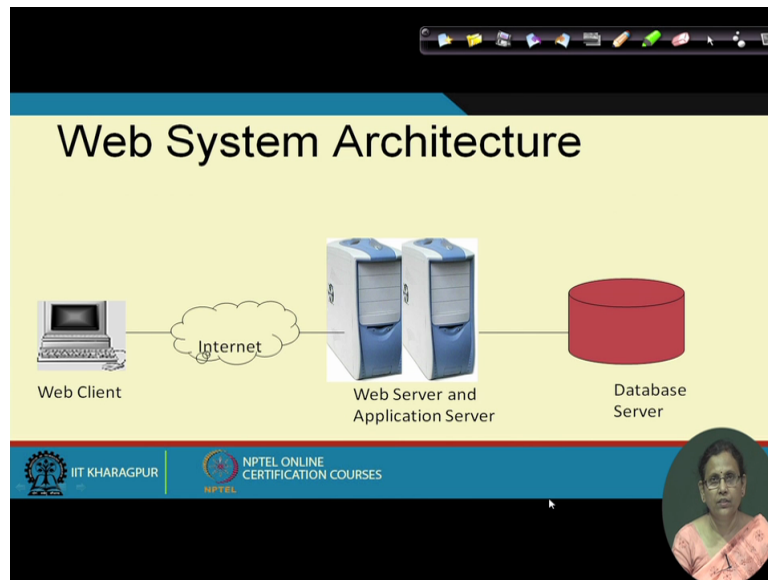 Web System Architecture
Internet
Web Client
Web Server and
Application Server
Database
Server
IIT KHARAGPUR
NPTEL
NPTEL ONLINE
CERTIFICATION COURSES